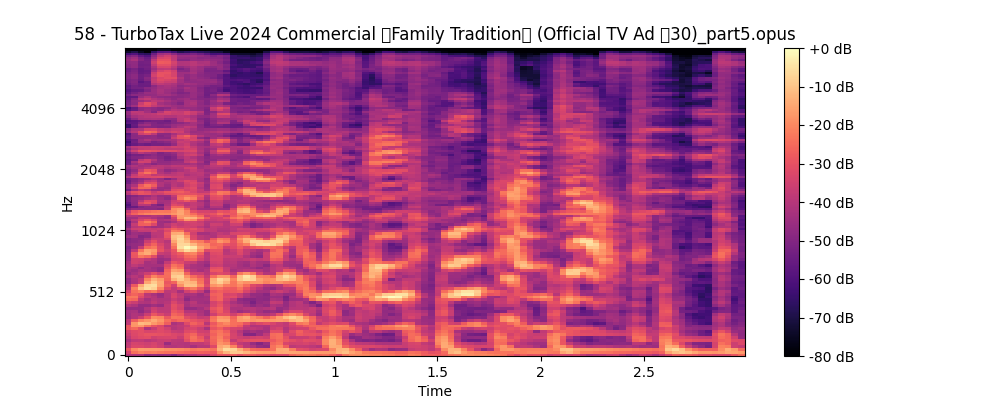 58 - TurboTax Live 2024 Commercial ▯Family Tradition▯ (Official TV Ad ▯30)_part5.opus
+0 dB
4096
-10 dB
-20 dB
2048
-30 dB
Hz
1024
-40 dB
-50 dB
512
-60 dB
-70 dB
0
-80 dB
0 0.5 1 1.5 2 2.5
Time